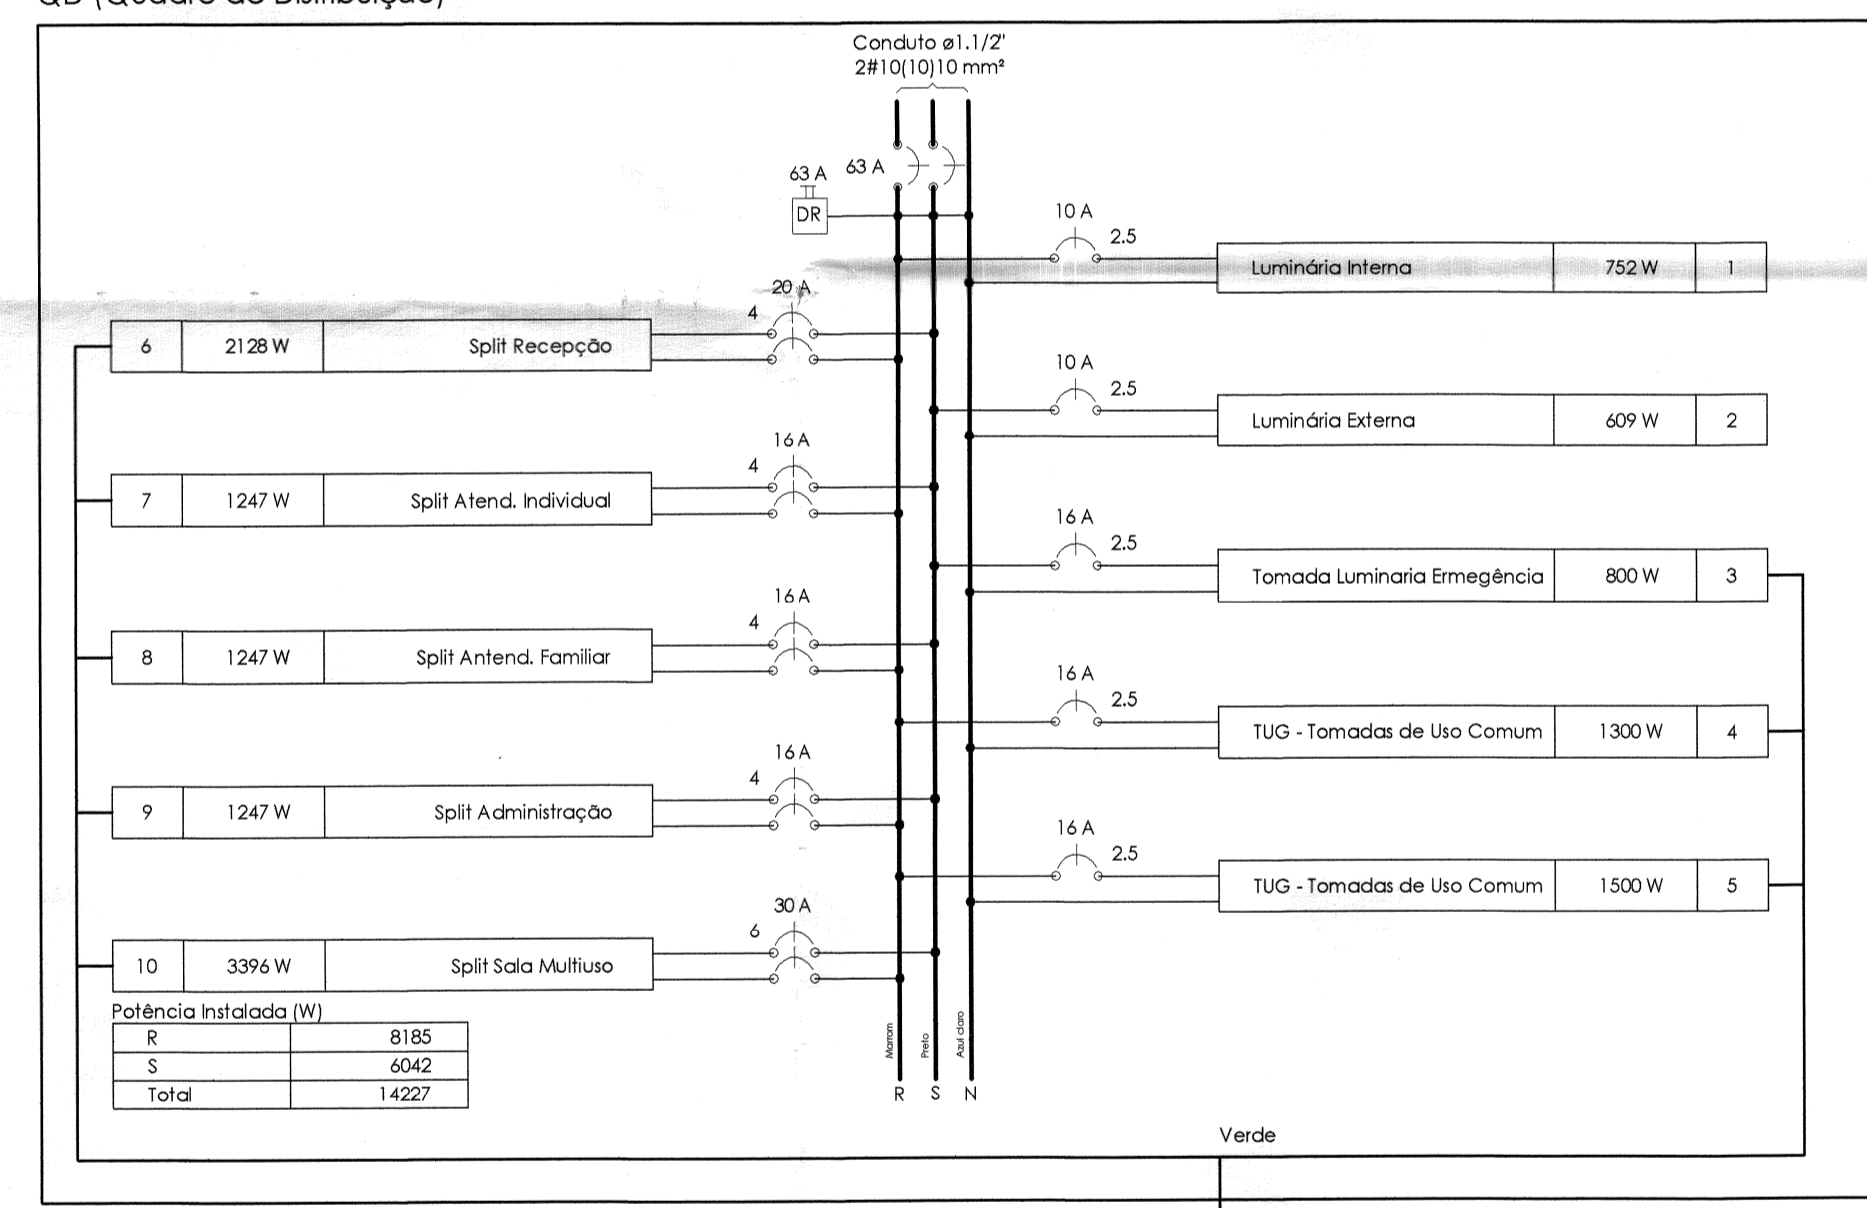 QD (Quadro de Distribuição)
Conduto ø1.1/2"
2#10(10)10 mm²
63 A
63 A
DR
10 A
2.5
Luminária Interna 752 W 1
20 A
4
6 2128 W Split Recepção
10 A
2.5
Luminária Externa 609 W 2
16 A
4
7 1247 W Split Atend. Individual
16 A
2.5
Tomada Luminaria Ermegência 800 W 3
16 A
4
8 1247 W Split Antend. Familiar
16 A
2.5
TUG - Tomadas de Uso Comum 1300 W 4
16 A
4
9 1247 W Split Administração
16 A
2.5
TUG - Tomadas de Uso Comum 1500 W 5
30 A
6
10 3396 W Split Sala Multiuso
Potência Instalada (W)
R 8185
S 6042
Total 14227
Marrom
Preto
Azul claro
R S N
Verde